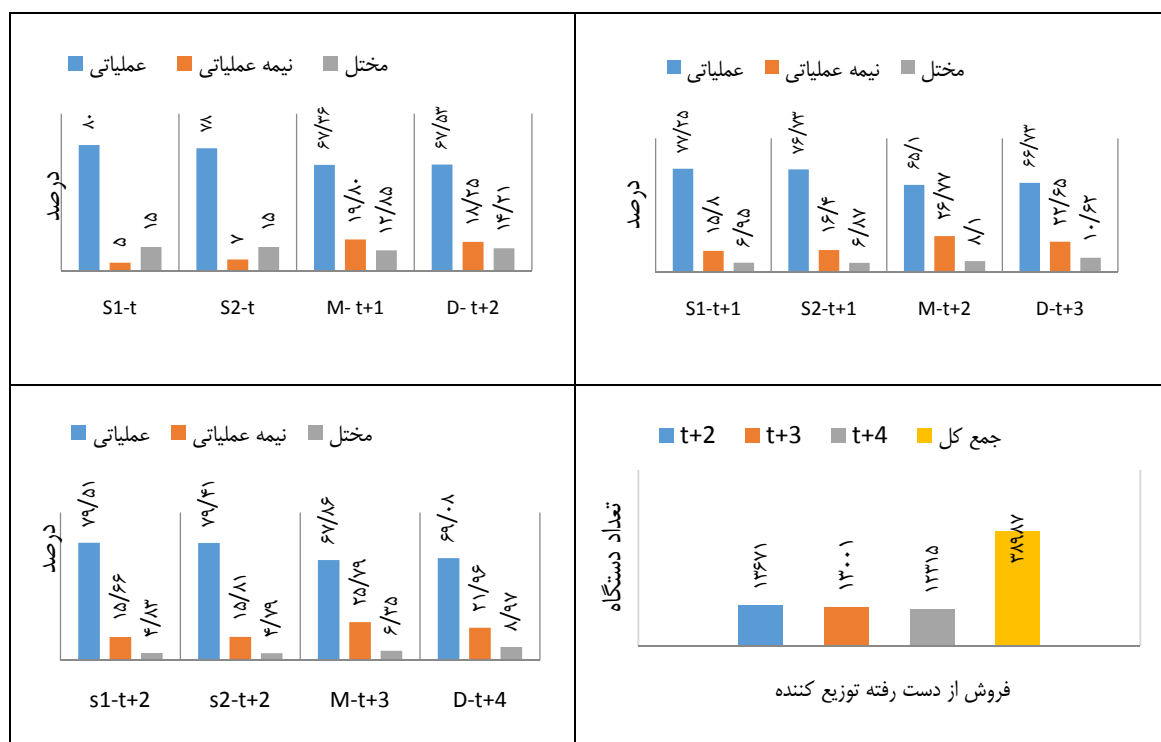 عملیاتی نیمه عملیاتی مختل
درصد
۸۰ ۵ ۱۵ ۷۸ ۷ ۱۵ ۶۷/۳۶ ۱۹/۸۰ ۱۲/۸۵ ۶۷/۵۳ ۱۸/۲۵ ۱۴/۲۱
S1-t S2-t M- t+1 D- t+2
عملیاتی نیمه عملیاتی مختل
درصد
۷۷/۲۵ ۱۵/۸ ۶/۹۵ ۷۶/۷۳ ۱۶/۴ ۶/۸۷ ۶۵/۱ ۲۶/۷۷ ۸/۱ ۶۶/۷۳ ۲۲/۶۵ ۱۰/۶۲
S1-t+1 S2-t+1 M-t+2 D-t+3
عملیاتی نیمه عملیاتی مختل
درصد
۷۹/۵۱ ۱۵/۶۶ ۴/۸۳ ۷۹/۴۱ ۱۵/۸۱ ۴/۷۹ ۶۷/۸۶ ۲۵/۷۹ ۶/۳۵ ۶۹/۰۸ ۲۱/۹۶ ۸/۹۷
s1-t+2 s2-t+2 M-t+3 D-t+4
t+2 t+3 t+4 جمع کل
تعداد دستگاه
۱۳۶۷۱ ۱۳۰۰۱ ۱۲۳۱۵ ۳۸۹۸۷
فروش از دست رفته توزیع کننده